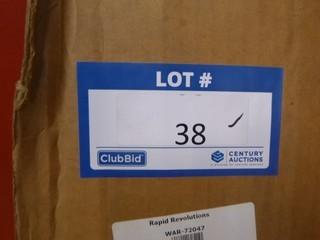 LOT #
38
ClubBid
CENTURY
AUCTIONS
Rapid Revolutions
WAR-72047